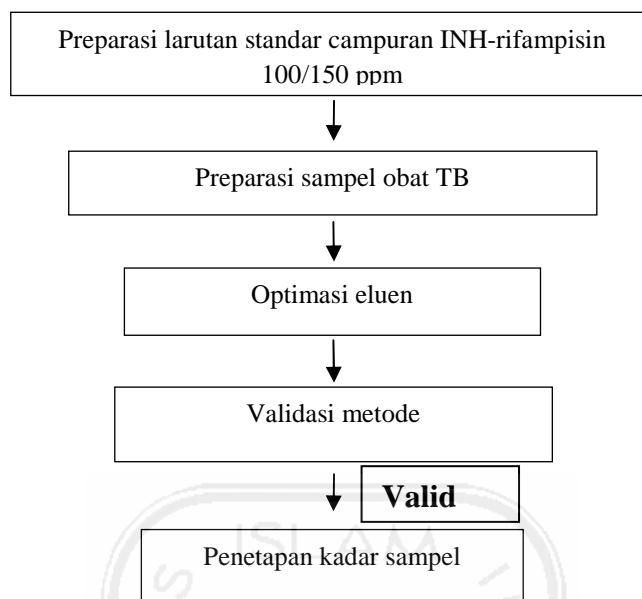 Preparasi larutan standar campuran INH-rifampisin
100/150 ppm
Preparasi sampel obat TB
Optimasi eluen
Validasi metode
Valid
ISLAM
Penetapan kadar sampel